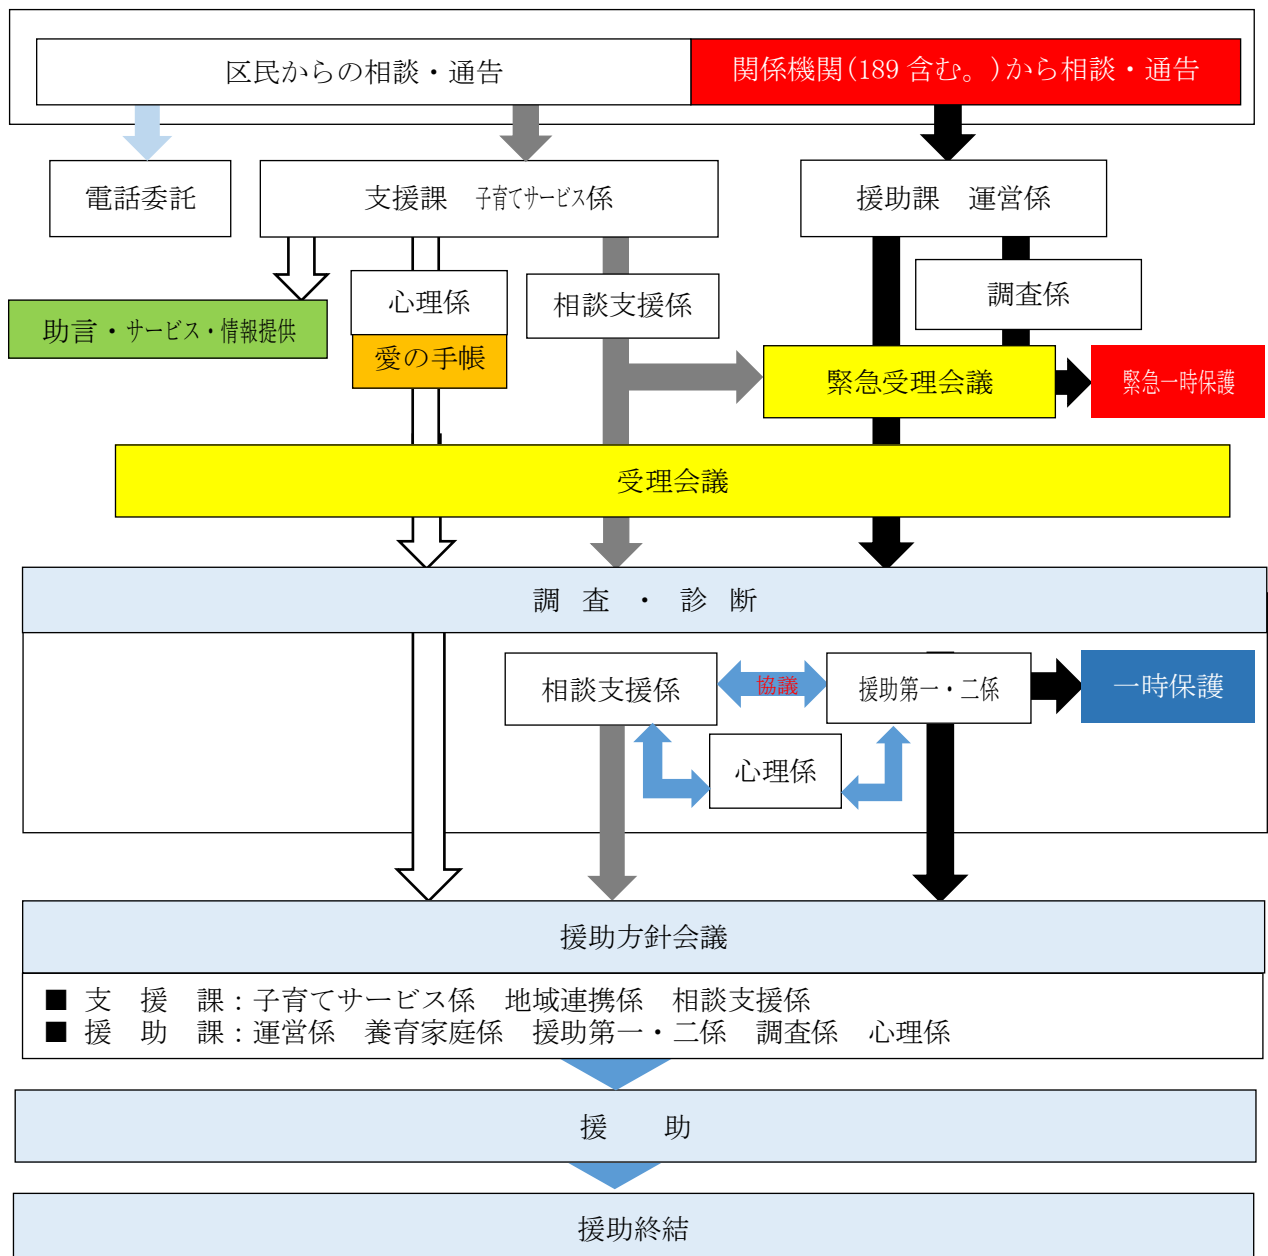 区民からの相談・通告
関係機関(189含む。)から相談・通告
電話委託
支援課　子育てサービス係
援助課　運営係
心理係
相談支援係
調査係
助言・サービス・情報提供
愛の手帳
緊急受理会議
緊急一時保護
受理会議
調　査　・　診　断
相談支援係
協議
援助第一・二係
一時保護
心理係
援助方針会議
■ 支　援　課：子育てサービス係　地域連携係　相談支援係
■ 援　助　課：運営係　養育家庭係　援助第一・二係　調査係　心理係
援　　助
援助終結